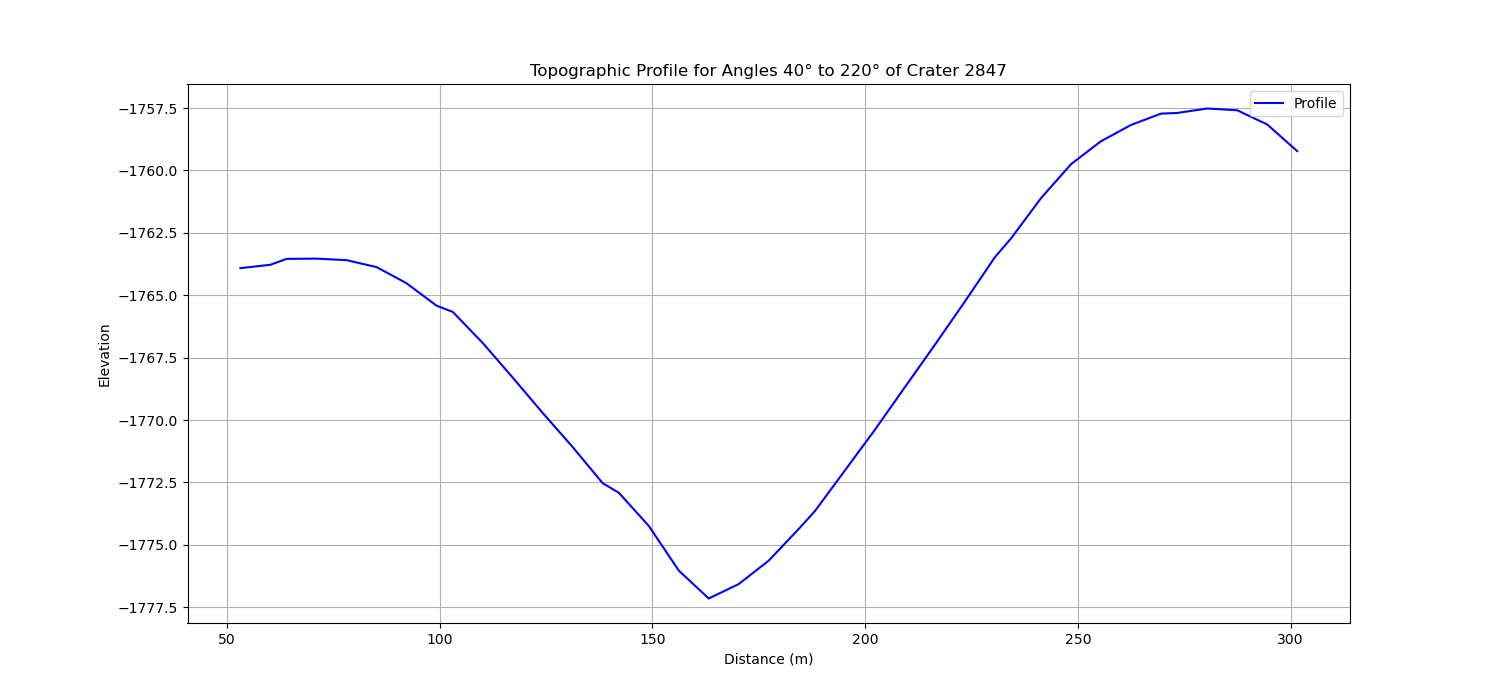 Topographic Profile for Angles 40° to 220° of Crater 2847
Profile
−1757.5
−1760.0
−1762.5
−1765.0
−1767.5
−1770.0
−1772.5
−1775.0
−1777.5
Elevation
50 100 150 200 250 300
Distance (m)